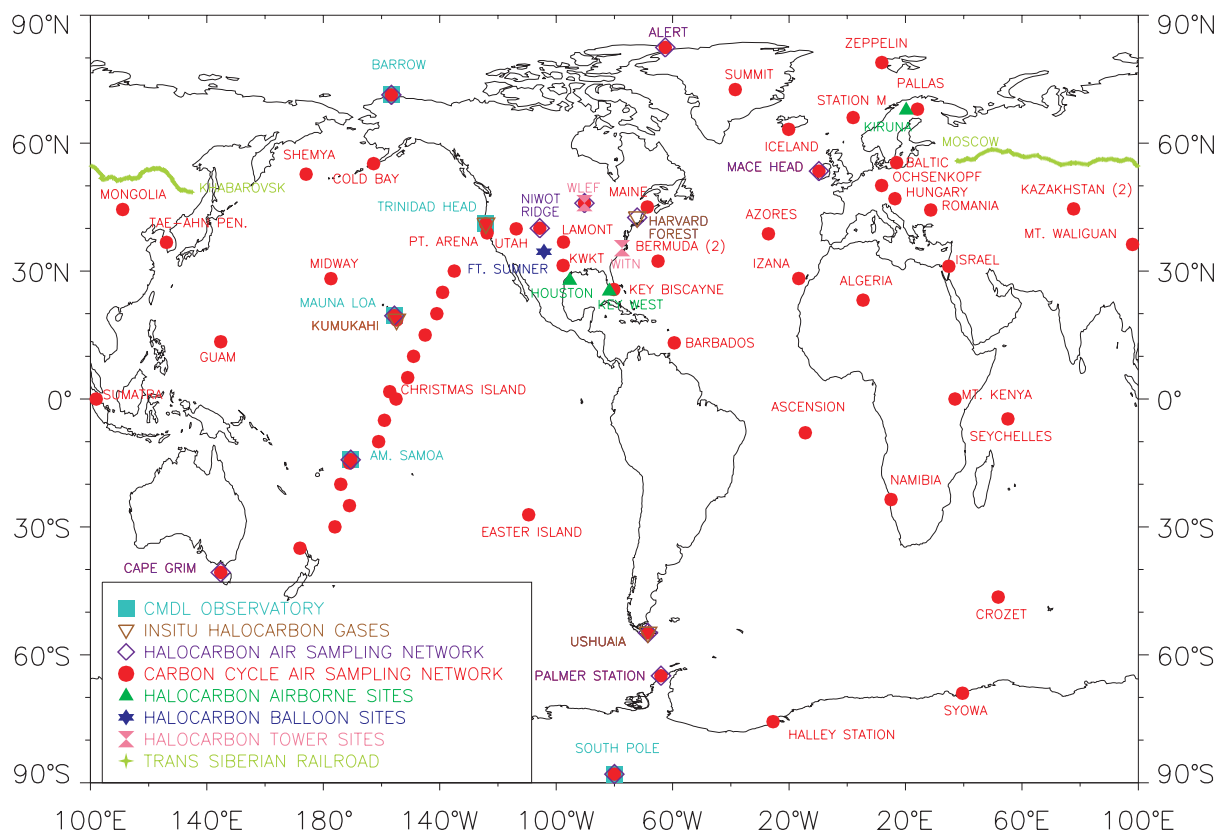 90°N
90°N
ALERT
ZEPPELIN
BARROW
SUMMIT
PALLAS
STATION M
60°N
60°N
KIRUNA
ICELAND
MOSCOW
SHEMYA
COLD BAY
MACE HEAD
BALTIC
OCHSENKOPF
MONGOLIA
KHABAROVSK
WLEF
MAINE
HUNGARY
KAZAKHSTAN (2)
NIWOT
RIDGE
TRINIDAD HEAD
ROMANIA
TAE-AHN PEN.
LAMONT
HARVARD
FOREST
AZORES
PT. ARENA
UTAH
BERMUDA (2)
MT. WALIGUAN
30°N
30°N
MIDWAY
FT. SUMNER
KWKT
WITN
IZANA
ISRAEL
ALGERIA
MAUNA LOA
HOUSTON
KEY BISCAYNE
KEY WEST
KUMUKAHI
GUAM
BARBADOS
0°
0°
SUMATRA
CHRISTMAS ISLAND
MT. KENYA
ASCENSION
SEYCHELLES
AM. SAMOA
NAMIBIA
30°S
30°S
EASTER ISLAND
CAPE GRIM
CROZET
CMDL OBSERVATORY
INSITU HALOCARBON GASES
HALOCARBON AIR SAMPLING NETWORK
CARBON CYCLE AIR SAMPLING NETWORK
HALOCARBON AIRBORNE SITES
HALOCARBON BALLOON SITES
HALOCARBON TOWER SITES
TRANS SIBERIAN RAILROAD
USHUAIA
60°S
60°S
PALMER STATION
SYOWA
HALLEY STATION
SOUTH POLE
90°S
90°S
100°E
140°E
180°
140°W
100°W
60°W
20°W
20°E
60°E
100°E